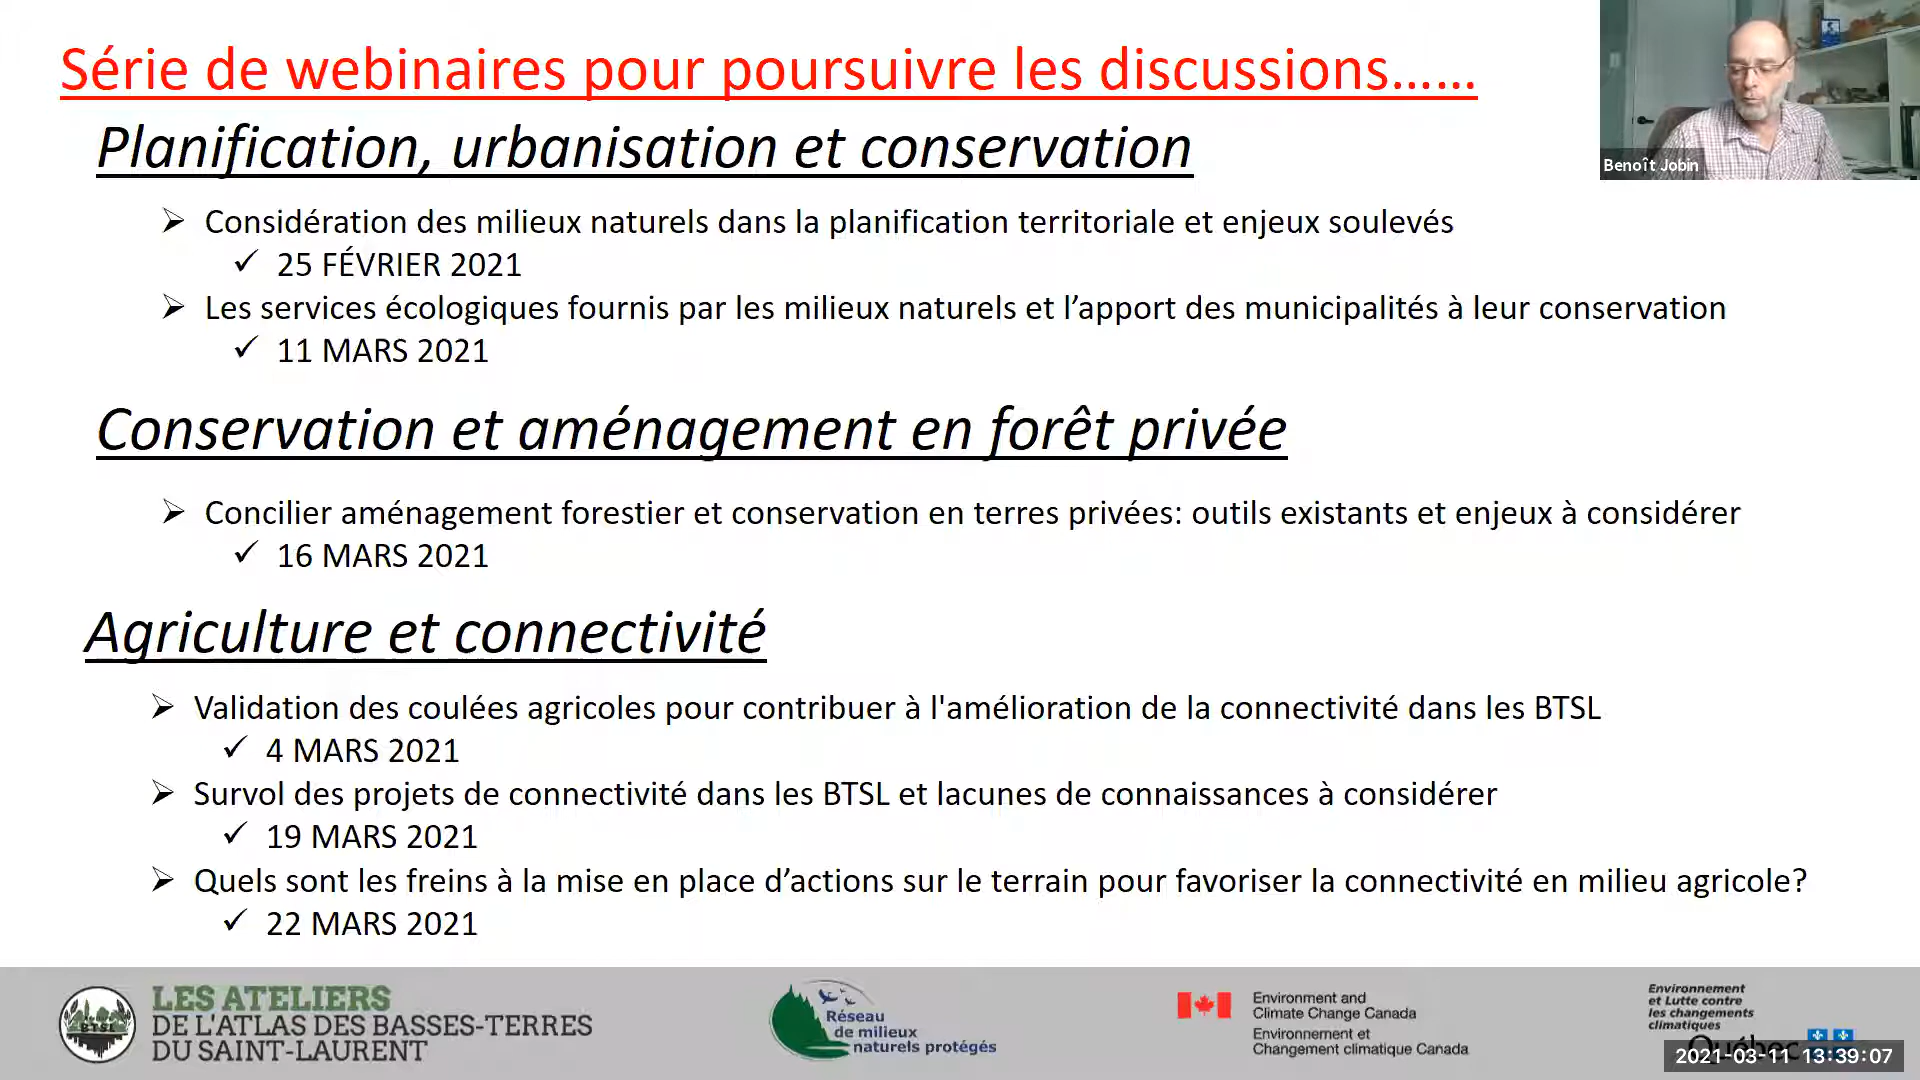 Série de webinaires pour poursuivre les discussions......
Planification, urbanisation et conservation
Considération des milieux naturels dans la planification territoriale et enjeux soulevés
25 FÉVRIER 2021
Les services écologiques fournis par les milieux naturels et l’apport des municipalités à leur conservation
11 MARS 2021
Conservation et aménagement en forêt privée
Concilier aménagement forestier et conservation en terres privées: outils existants et enjeux à considérer
16 MARS 2021
Agriculture et connectivité
Validation des coulées agricoles pour contribuer à l'amélioration de la connectivité dans les BTSL
4 MARS 2021
Survol des projets de connectivité dans les BTSL et lacunes de connaissances à considérer
19 MARS 2021
Quels sont les freins à la mise en place d’actions sur le terrain pour favoriser la connectivité en milieu agricole?
22 MARS 2021
Benoît Jobin
BTSL
LES ATELIERS
DE L'ATLAS DES BASSES-TERRES
DU SAINT-LAURENT
Réseau
de milieux
naturels protégés
Environment and
Climate Change Canada
Environnement et
Changement climatique Canada
Environnement
et Lutte contre
les changements
climatiques
Québec
2021-03-11 13:39:07